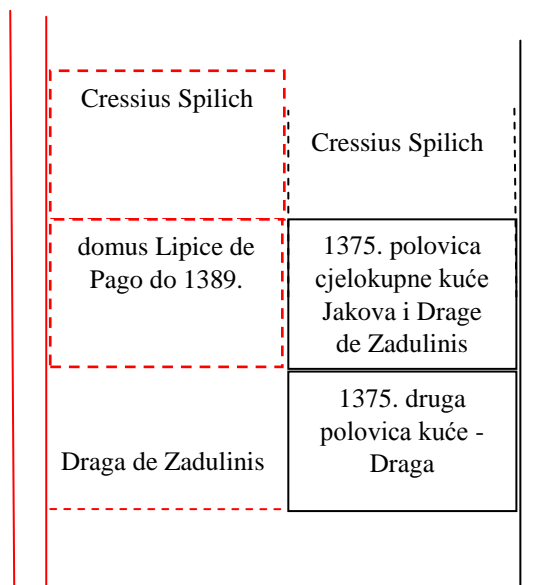 Cressius Spilich
Cressius Spilich
domus Lipice de
Pago do 1389.
1375. polovica
cjelokupne kuće
Jakova i Drage
de Zadulinis
Draga de Zadulinis
1375. druga
polovica kuće -
Draga